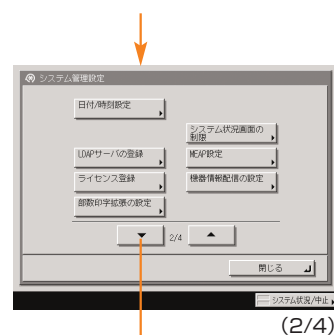 システム管理設定
日付/時刻設定
システム状況画面の
制限
LDAPサーバの登録
MEAP設定
ライセンス登録
機器情報配信の設定
部数印字拡張の設定
▼ 2/4 ▲
閉じる
システム状況/中止
(2/4)